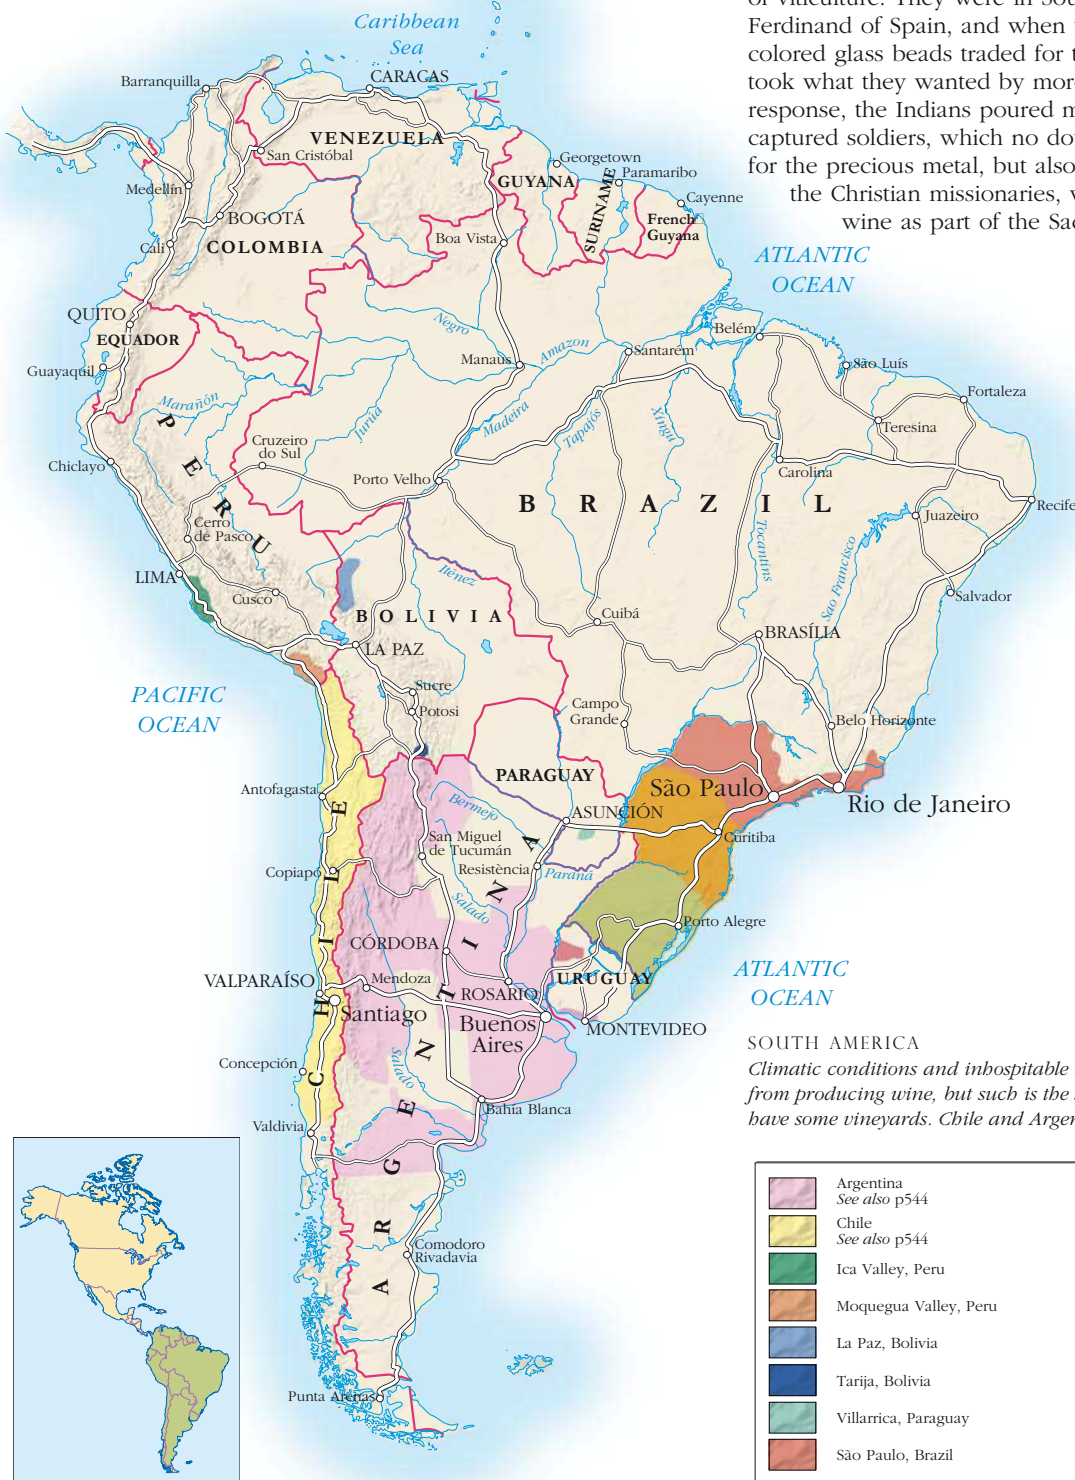 of viticulture. They were in Sou
Ferdinand of Spain, and when
colored glass beads traded for
took what they wanted by more
response, the Indians poured m
captured soldiers, which no do
for the precious metal, but also
the Christian missionaries,
wine as part of the Sa
Caribbean
Sea
Barranquilla
CARACAS
VENEZUELA
San Cristóbal
Georgetown
GUYANA
Paramaribo
SURINAME
Medellín
Cayenne
French
Guyana
BOGOTÁ
Cali
COLOMBIA
Boa Vista
ATLANTIC
OCEAN
QUITO
EQUADOR
Negro
Belém
Guayaquil
Manaus
Amazon
Santarém
São Luís
Fortaleza
Marañón
Juruá
Madeira
Tapajós
Xingu
Teresina
PERU
Cruzeiro
do Sul
Chiclayo
Porto Velho
Carolina
BRAZIL
Recife
Cerro
de Pasco
Juazeiro
Tocantins
Sao Francisco
LIMA
Iténez
Cusco
Salvador
BOLIVIA
Cuibá
BRASÍLIA
LA PAZ
PACIFIC
OCEAN
Sucre
Potosi
Campo
Grande
Belo Horizonte
PARAGUAY
São Paulo
Antofagasta
Rio de Janeiro
Bermejo
ASUNCIÓN
Curitiba
San Miguel
de Tucumán
Resistència
Paraná
Copiapó
Salado
Porto Alegre
CÓRDOBA
ATLANTIC
OCEAN
VALPARAÍSO
Mendoza
ROSARIO
URUGUAY
Santiago
Buenos
Aires
MONTEVIDEO
CHILE
ARGENTINA
Concepción
Salado
Bahía Blanca
Valdivia
Comodoro
Rivadavia
Punta Arenas
SOUTH AMERICA
Climatic conditions and inhospitable
from producing wine, but such is the
have some vineyards. Chile and Argen
Argentina
See also p544
Chile
See also p544
Ica Valley, Peru
Moquegua Valley, Peru
La Paz, Bolivia
Tarija, Bolivia
Villarrica, Paraguay
São Paulo, Brazil